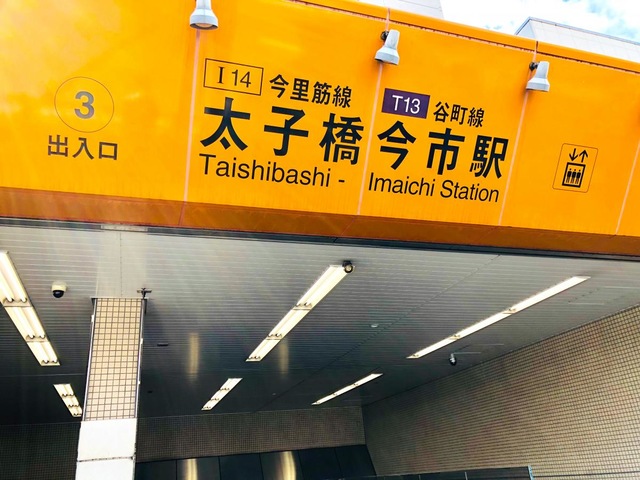 3
出入口
I 14 今里筋線
T13 谷町線
太子橋今市駅
Taishibashi - Imaichi Station